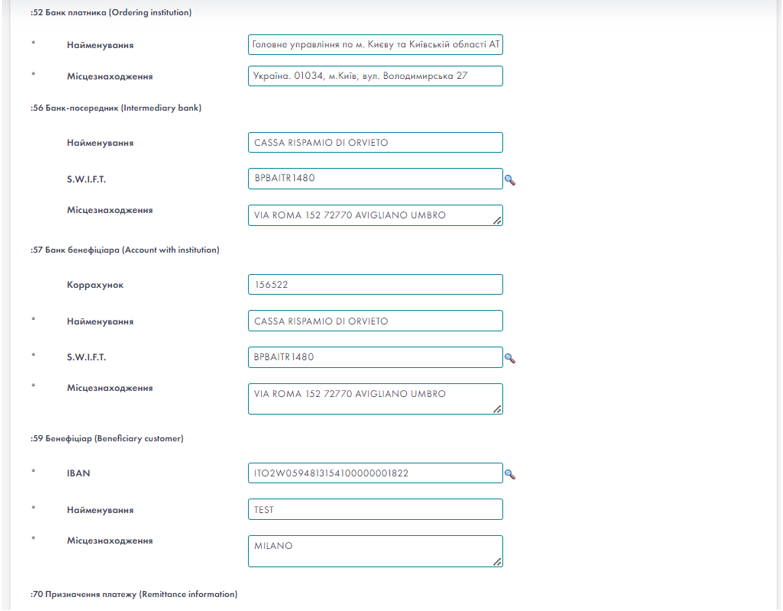 :52 Банк платника (Ordering institution)
* Найменування Головне управління по м. Києву та Київській області АТ
* Місцезнаходження Україна. 01034, м.Київ, вул. Володимирська 27
:56 Банк-посередник (Intermediary bank)
Найменування CASSA RISPAMIO DI ORVIETO
S.W.I.F.T. BPBAITR1480
Місцезнаходження VIA ROMA 152 72770 AVIGLIANO UMBRO
:57 Банк бенефіціара (Account with institution)
Коррахунок 156522
* Найменування CASSA RISPAMIO DI ORVIETO
* S.W.I.F.T. BPBAITR1480
* Місцезнаходження VIA ROMA 152 72770 AVIGLIANO UMBRO
:59 Бенефіціар (Beneficiary customer)
* IBAN ITO2W0594813154100000001822
* Найменування TEST
* Місцезнаходження MILANO
:70 Призначення платежу (Remittance information)